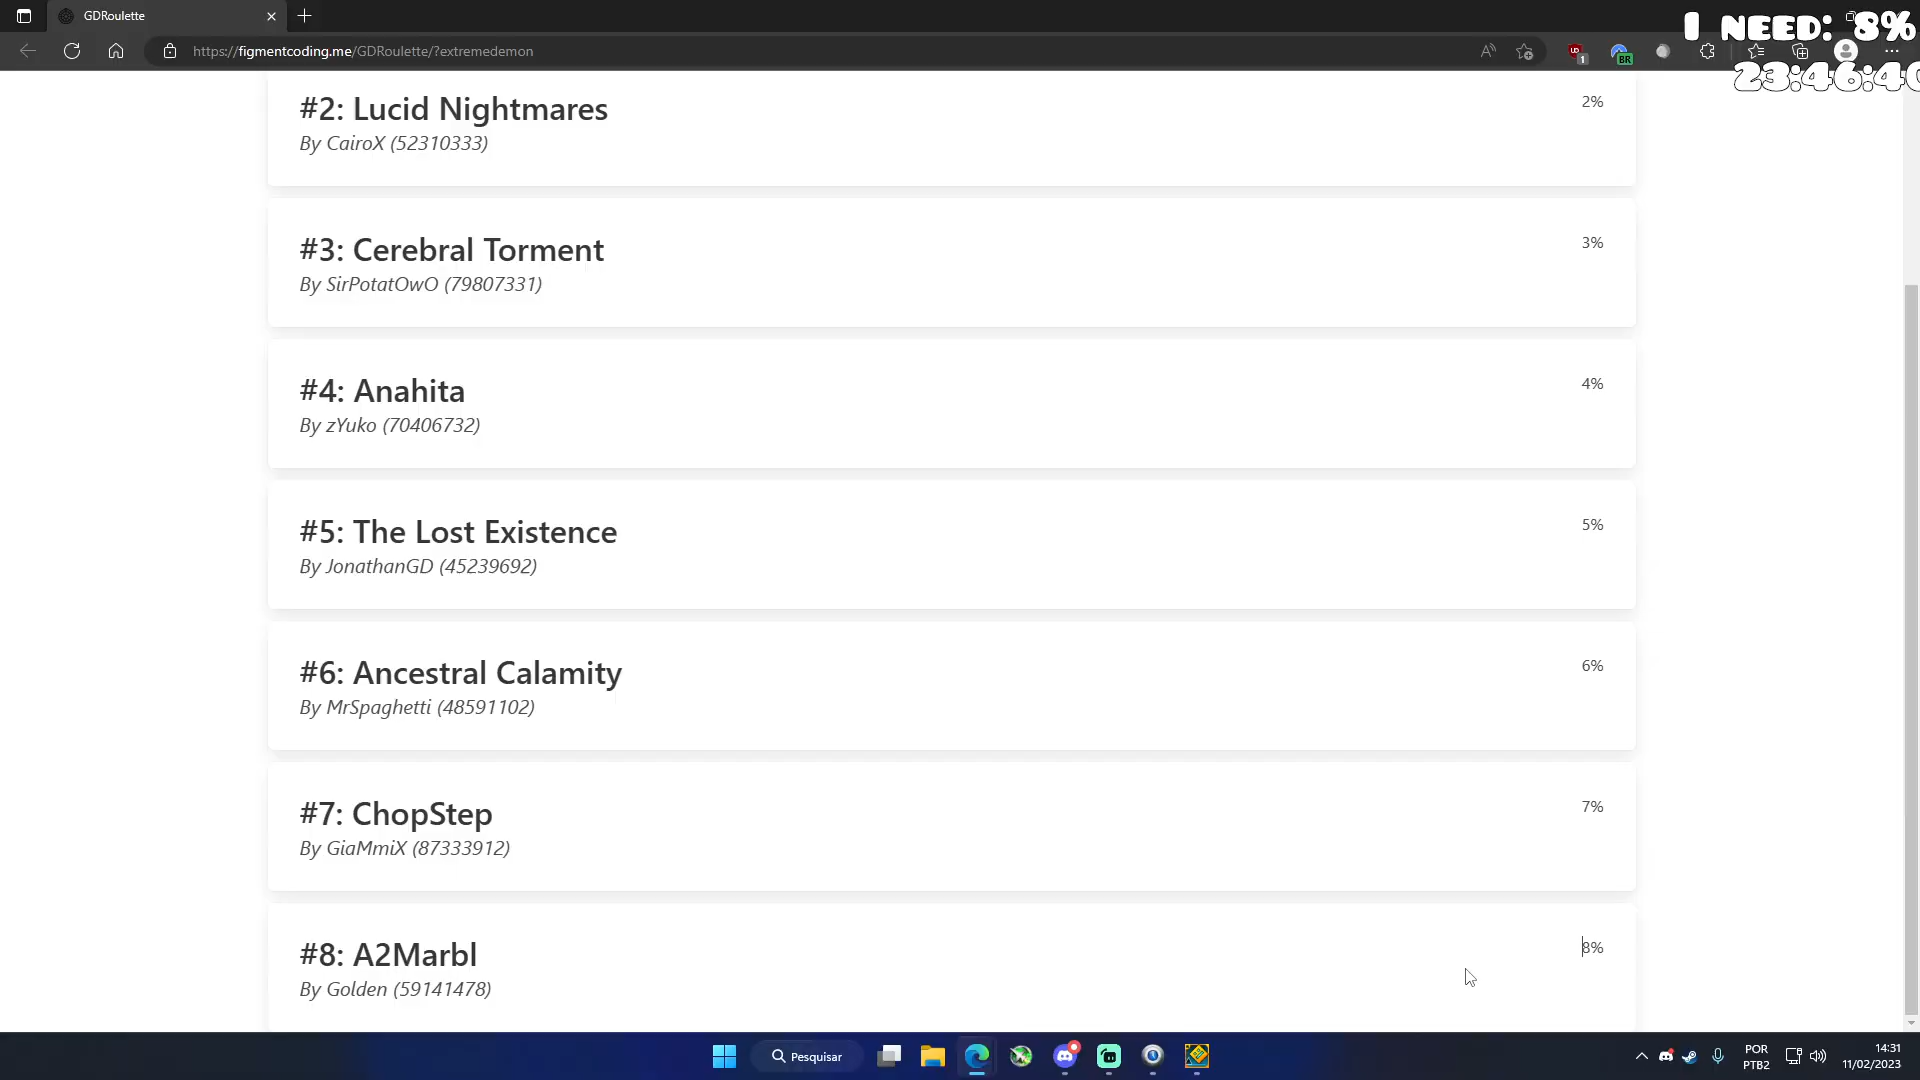 GDRoulette
https://figmentcoding.me/GDRoulette/?extremedemon
I NEED: 8%
23:46:40
#2: Lucid Nightmares
2%
By CairoX (52310333)
#3: Cerebral Torment
3%
By SirPotatOwO (79807331)
#4: Anahita
4%
By zYuko (70406732)
#5: The Lost Existence
5%
By JonathanGD (45239692)
#6: Ancestral Calamity
6%
By MrSpaghetti (48591102)
#7: ChopStep
7%
By GiaMmiX (87333912)
#8: A2Marbl
8%
By Golden (59141478)
Pesquisar
POR
PTB2
14:31
11/02/2023